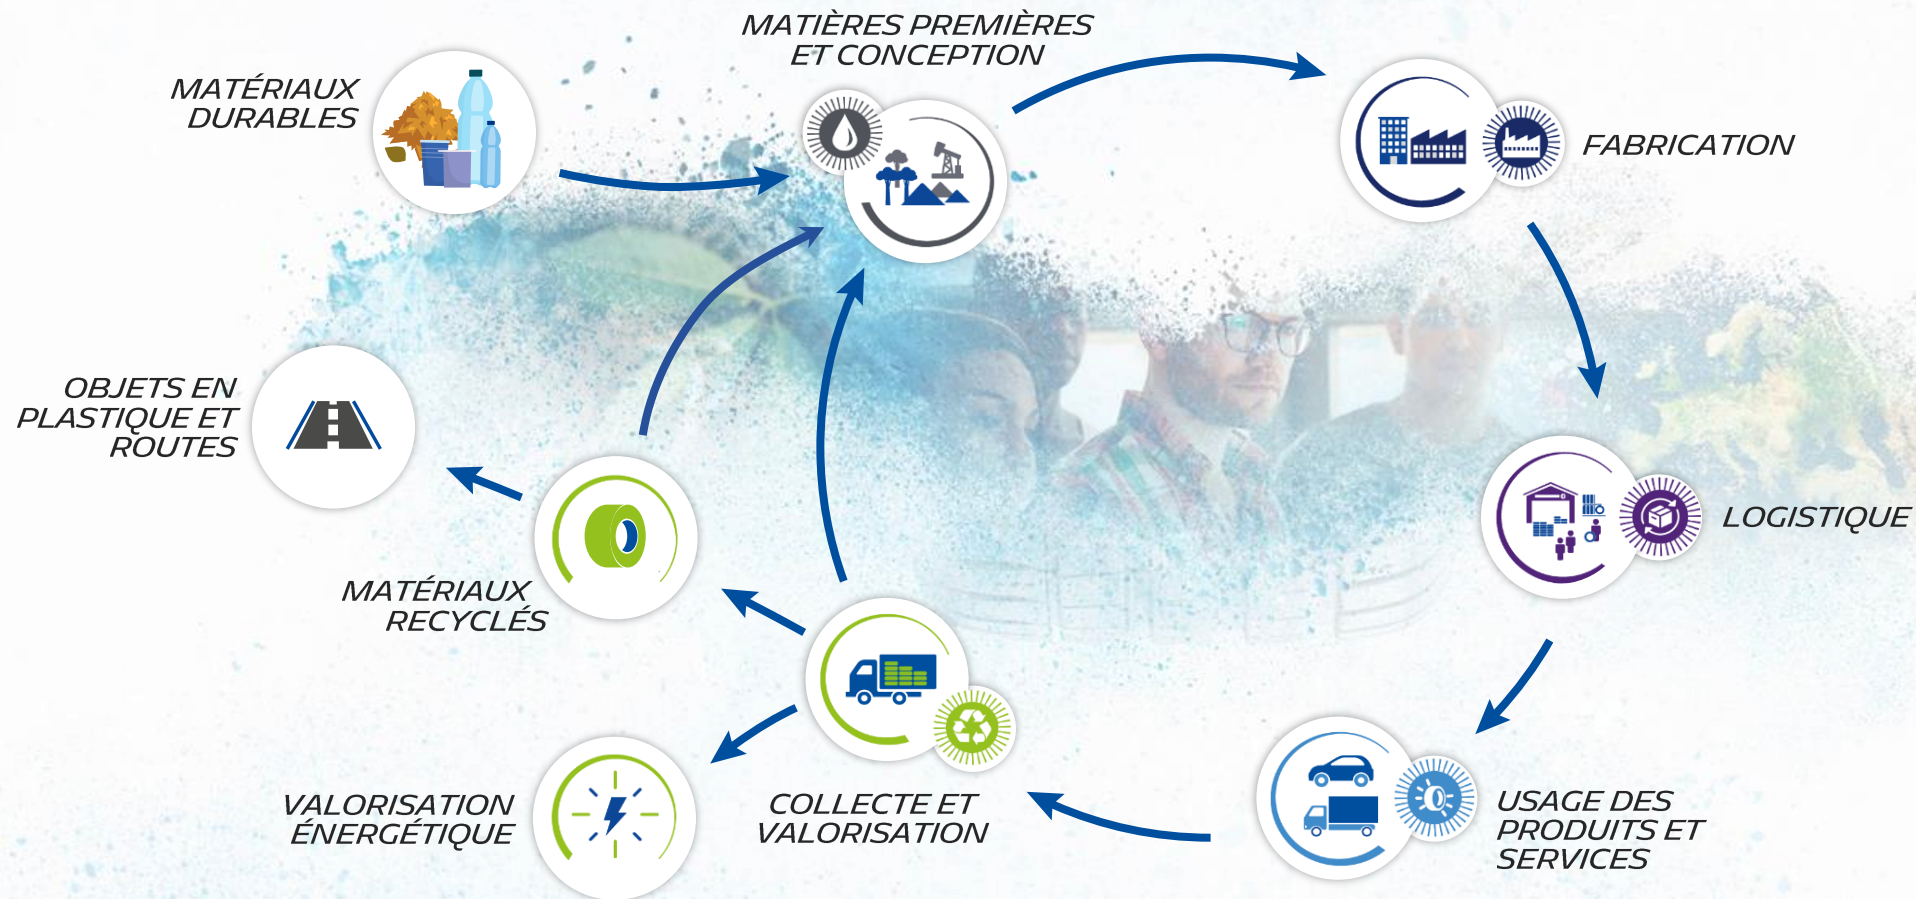 MATIÈRES PREMIÈRES
ET CONCEPTION
MATÉRIAUX
DURABLES
FABRICATION
OBJETS EN
PLASTIQUE ET
ROUTES
LOGISTIQUE
MATÉRIAUX
RECYCLÉS
VALORISATION
ÉNERGÉTIQUE
COLLECTE ET
VALORISATION
USAGE DES
PRODUITS ET
SERVICES